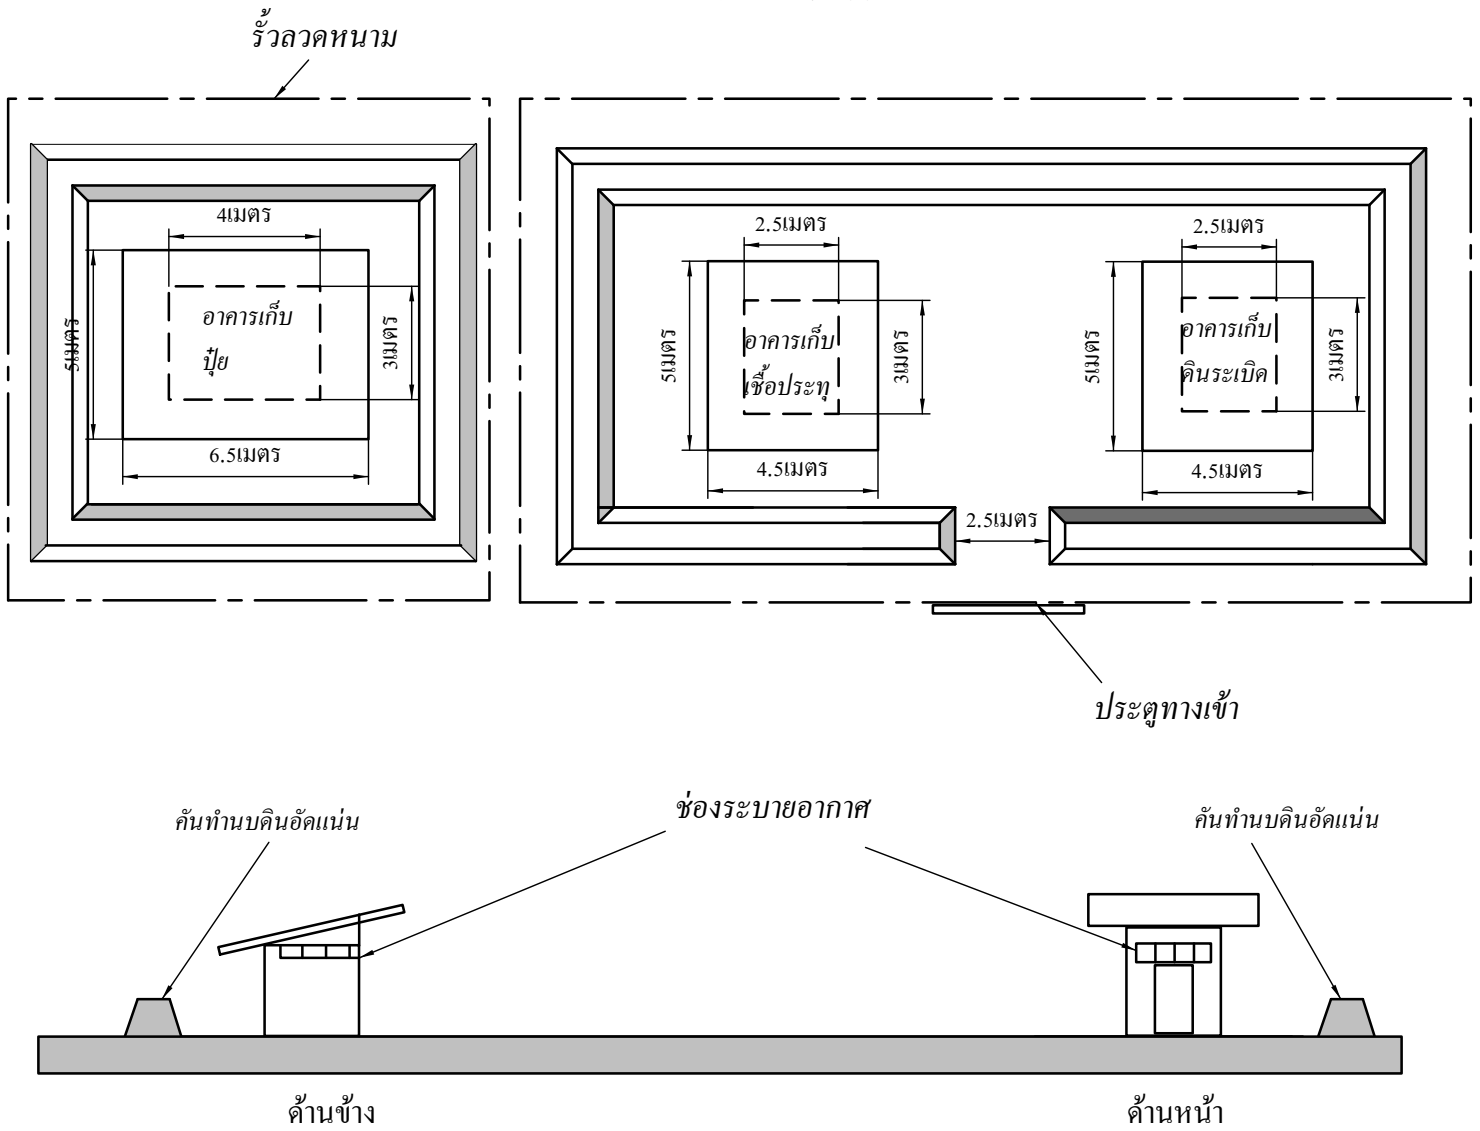 รั้วลวดหนาม
4เมตร
5เมตร
อาคารเก็บ
ปุ๋ย
3เมตร
6.5เมตร
2.5เมตร
5เมตร
อาคารเก็บ
เชื้อประทุ
3เมตร
4.5เมตร
2.5เมตร
2.5เมตร
5เมตร
อาคารเก็บ
ดินระเบิด
3เมตร
4.5เมตร
ประตูทางเข้า
คันทำนบดินอัดแน่น
ช่องระบายอากาศ
คันทำนบดินอัดแน่น
ด้านข้าง
ด้านหน้า